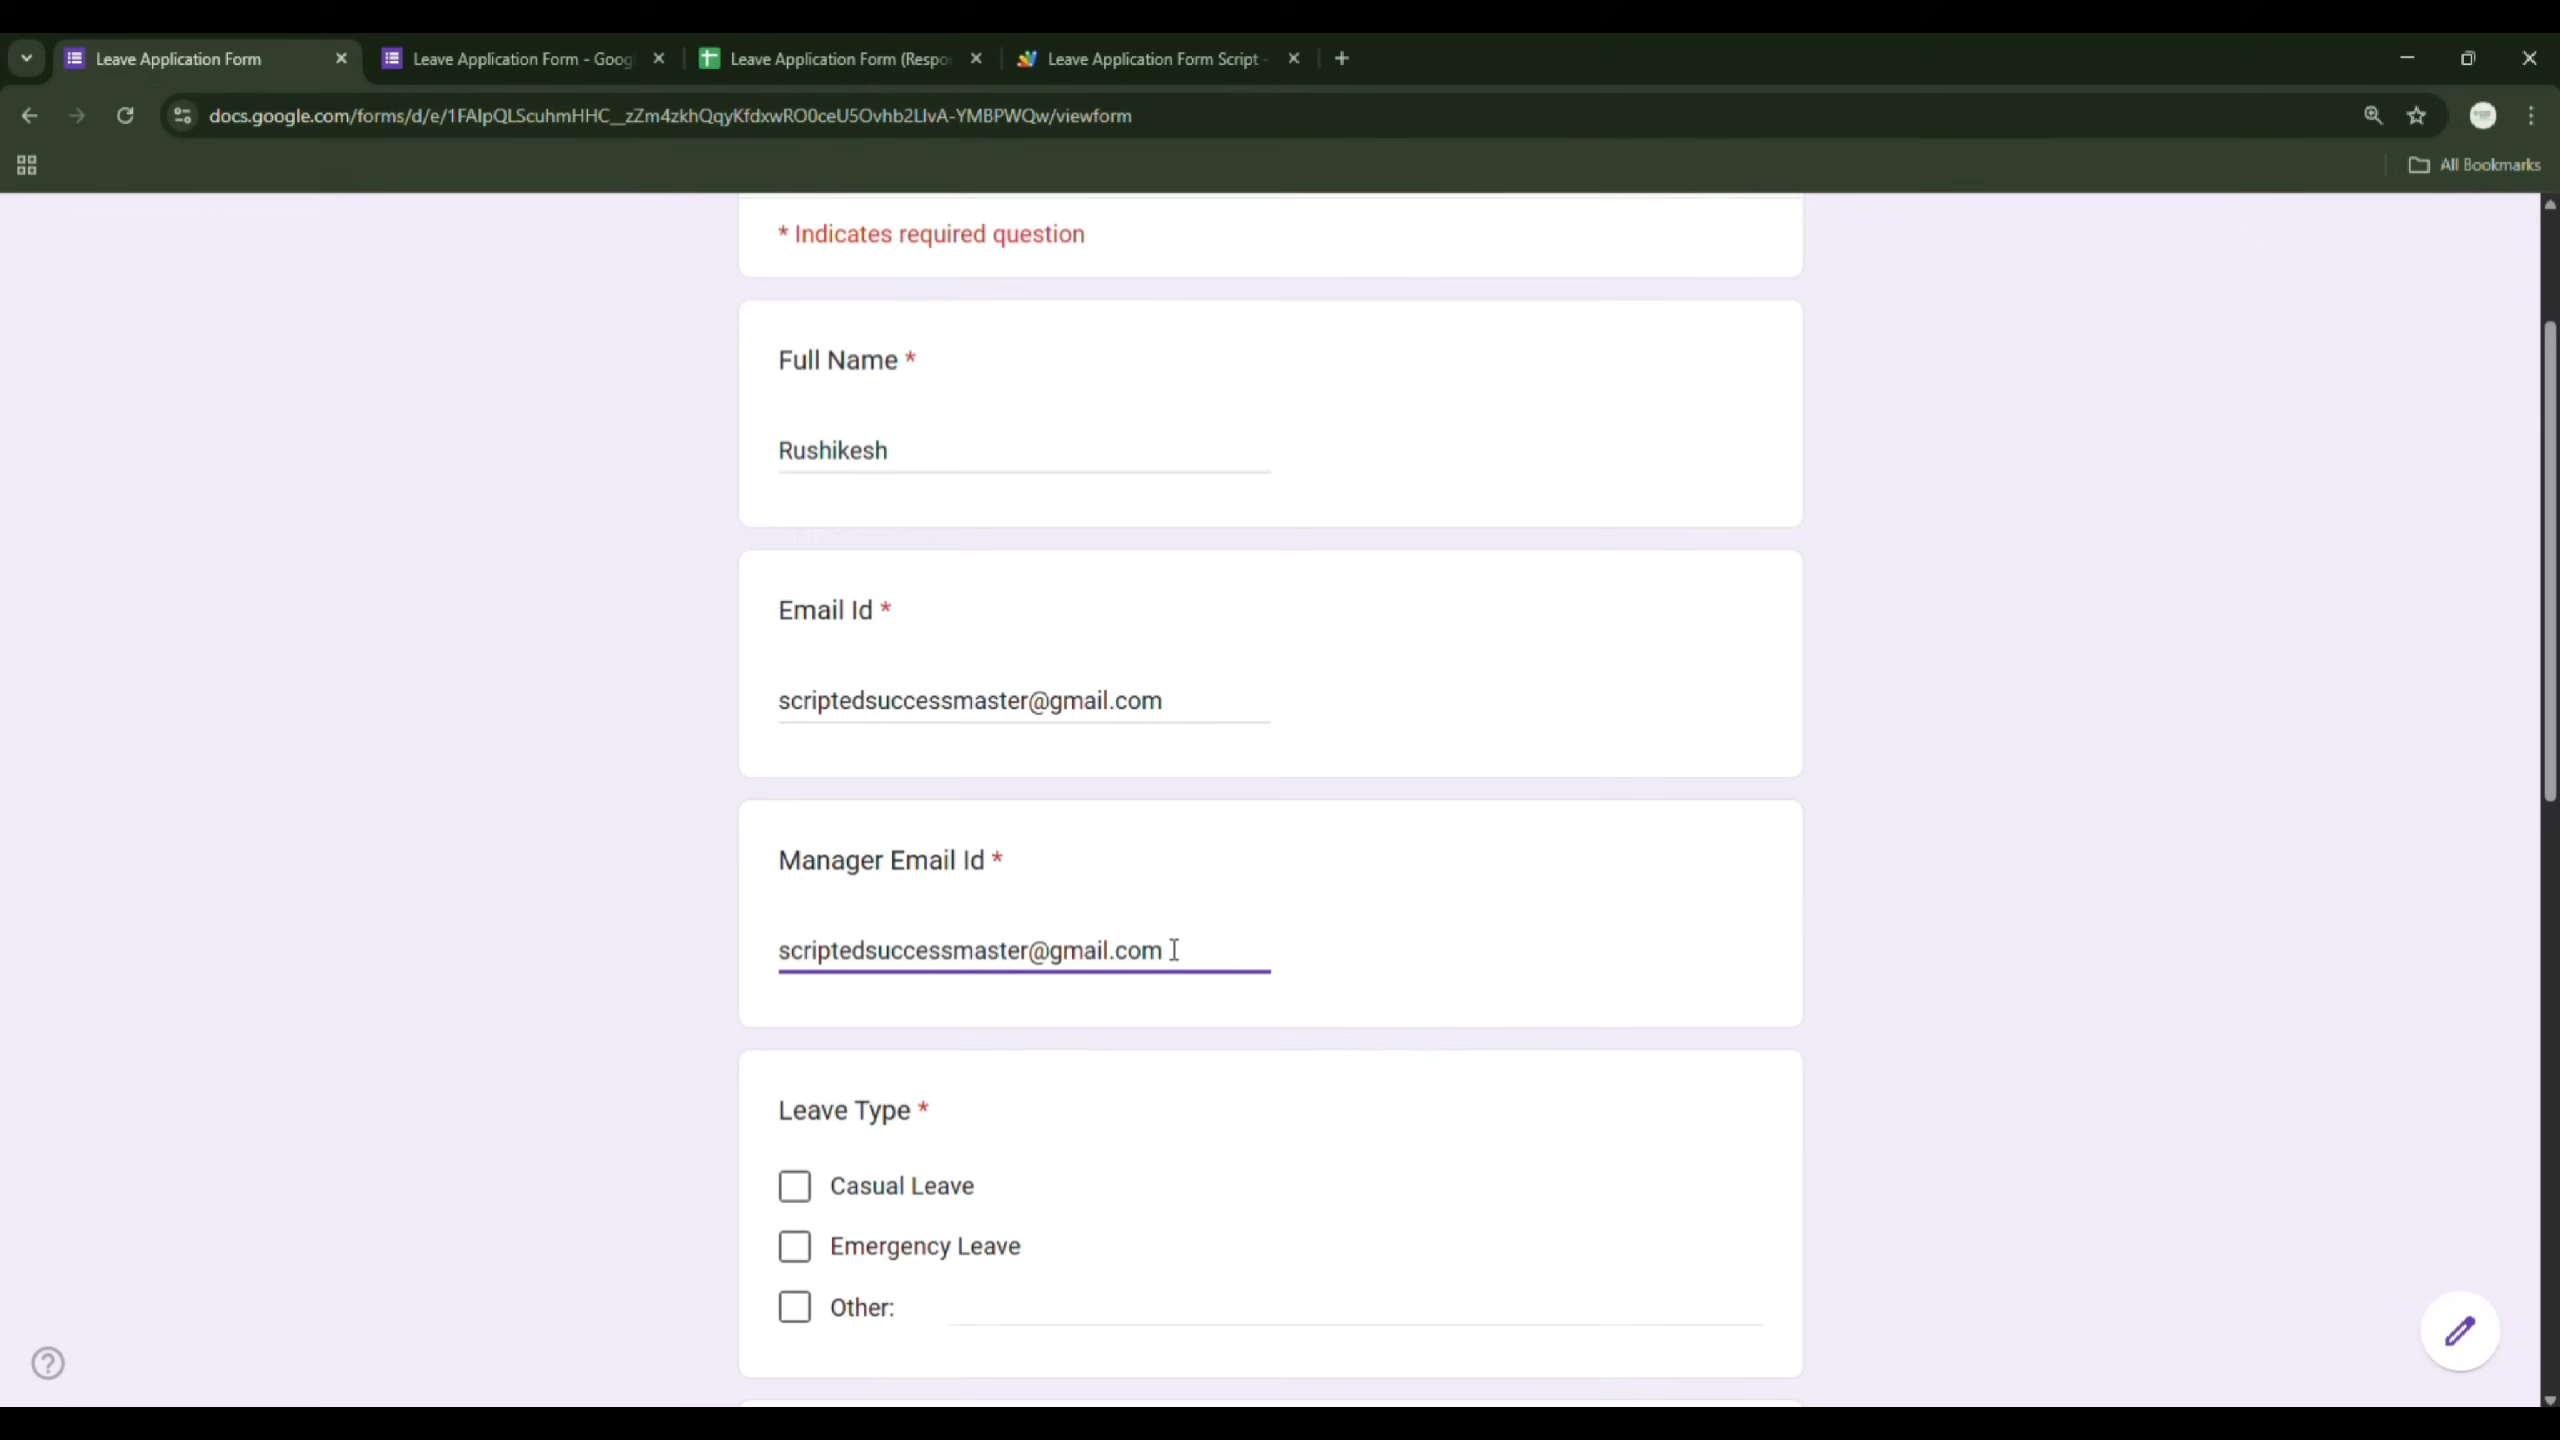 Leave Application Form
Leave Application Form - Goog
Leave Application Form (Respo
Leave Application Form Script -
docs.google.com/forms/d/e/1FAIpQLScuhmHHC__zZm4zkhQqyKfdxwRO0ceU5Ovhb2LIvA-YMBPWQw/viewform
All Bookmarks
* Indicates required question
Full Name *
Rushikesh
Email Id *
scriptedsuccessmaster@gmail.com
Manager Email Id *
scriptedsuccessmaster@gmail.com
Leave Type *
Casual Leave
Emergency Leave
Other: